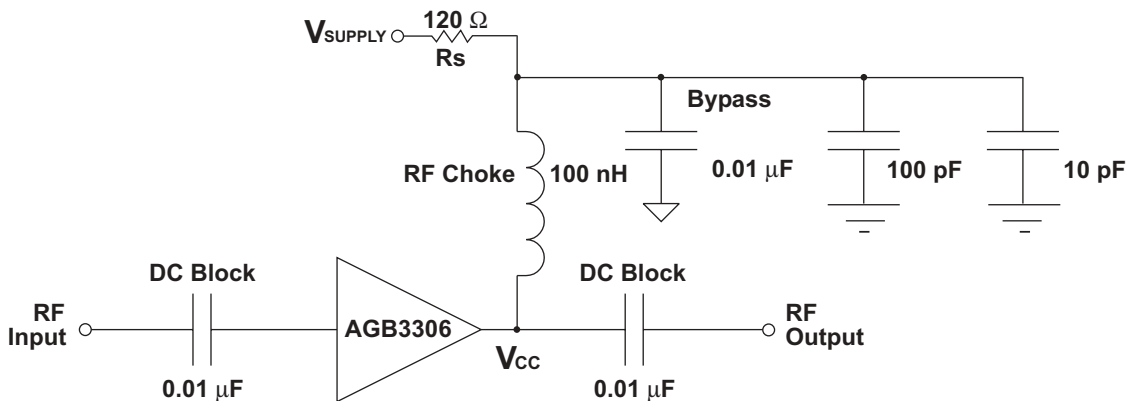 120 Ω
VSUPPLY
Rs
Bypass
RF Choke
100 nH
0.01 μF
100 pF
10 pF
DC Block
DC Block
RF
Input
AGB3306
RF
Output
VCC
0.01 μF
0.01 μF